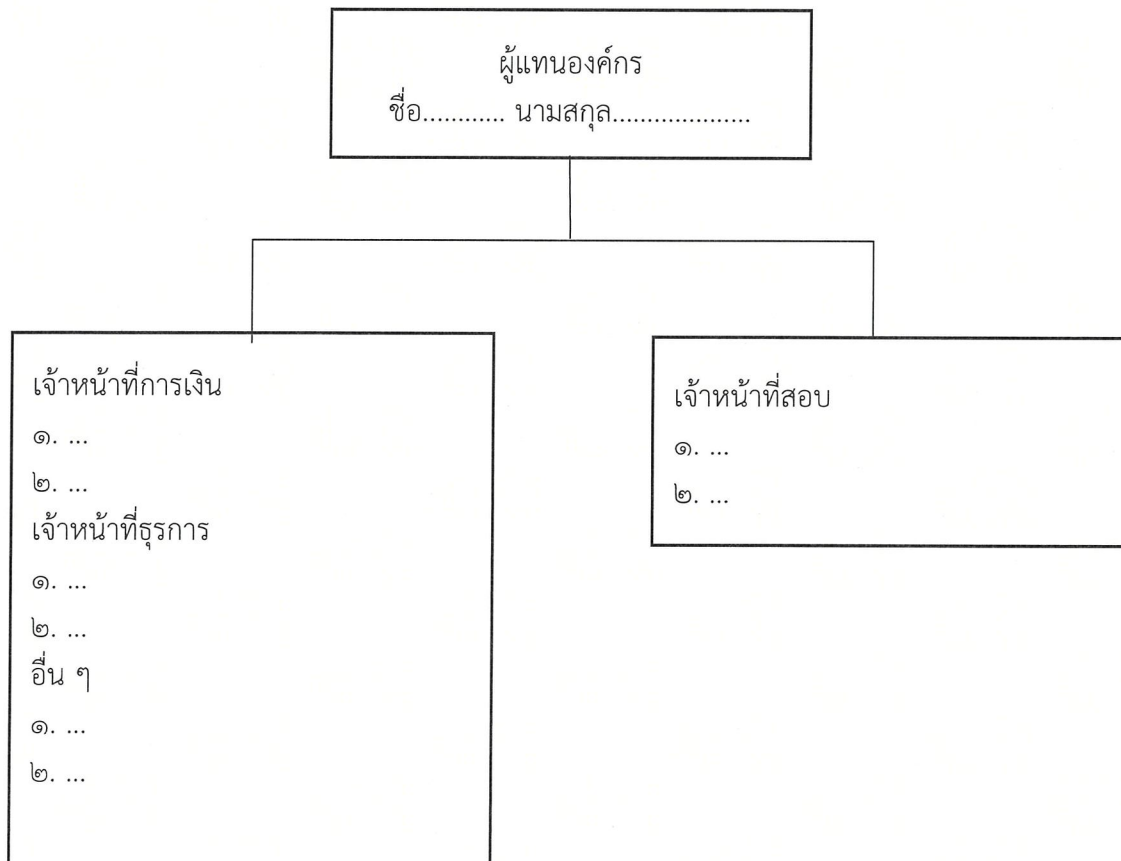 ผู้แทนองค์กร
ชื่อ............ นามสกุล....................
เจ้าหน้าที่การเงิน
๑. ...
๒. ...
เจ้าหน้าที่ธุรการ
๑. ...
๒. ...
อื่น ๆ
๑. ...
๒. ...
เจ้าหน้าที่สอบ
๑. ...
๒. ...